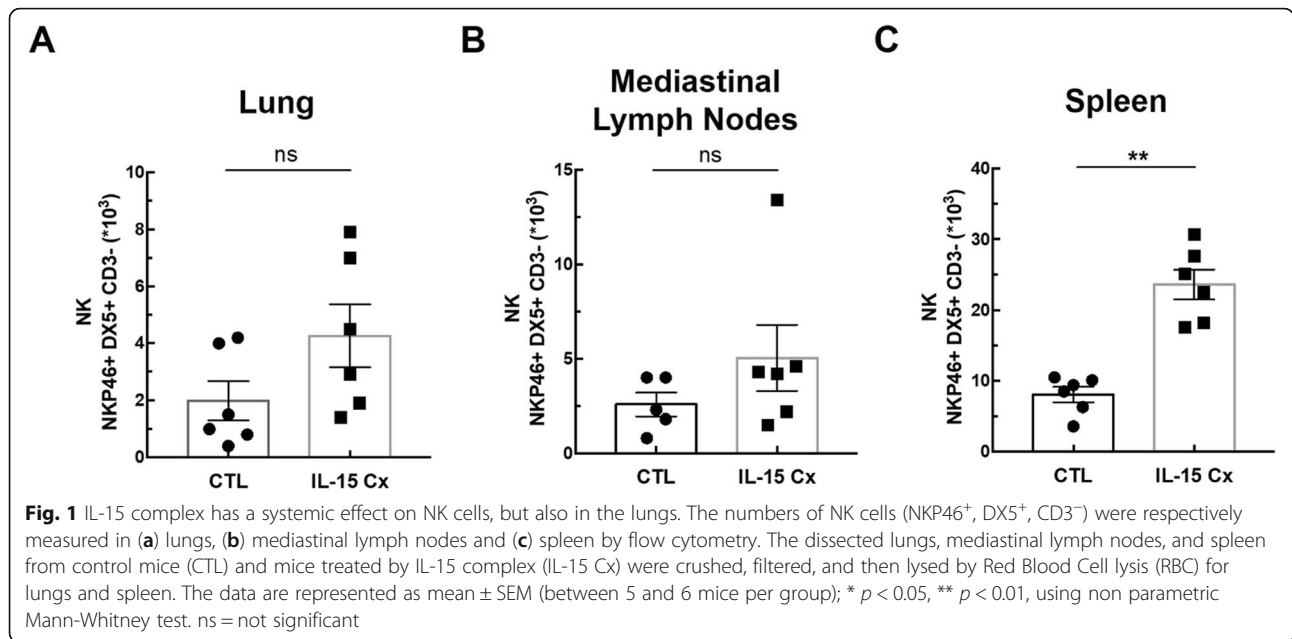 A
Lung
ns
NK
NKP46+ DX5+ CD3- (*10³)
10
8
6
4
2
0
CTL
IL-15 Cx
B
Mediastinal
Lymph Nodes
ns
NK
NKP46+ DX5+ CD3- (*10³)
15
10
5
0
CTL
IL-15 Cx
C
Spleen
**
NK
NKP46+ DX5+ CD3- (*10³)
40
30
20
10
0
CTL
IL-15 Cx
Fig. 1 IL-15 complex has a systemic effect on NK cells, but also in the lungs. The numbers of NK cells (NKP46⁺, DX5⁺, CD3⁻) were respectively
measured in (a) lungs, (b) mediastinal lymph nodes and (c) spleen by flow cytometry. The dissected lungs, mediastinal lymph nodes, and spleen
from control mice (CTL) and mice treated by IL-15 complex (IL-15 Cx) were crushed, filtered, and then lysed by Red Blood Cell lysis (RBC) for
lungs and spleen. The data are represented as mean ± SEM (between 5 and 6 mice per group); * p < 0.05, ** p < 0.01, using non parametric
Mann-Whitney test. ns = not significant